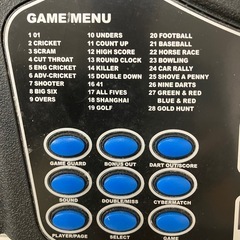 GAME/MENU
1 01
2 CRICKET
3 SCRAM
4 CUT THROAT
5 ENG CRICKET
6 ADV-CRICKET
7 SHOOTER
8 BIG SIX
9 OVERS
10 UNDERS
11 COUNT UP
12 HIGH SCORE
13 ROUND CLOCK
14 KILLER
15 DOUBLE DOWN
16 41
17 ALL FIVES
18 SHANGHAI
19 GOLF
20 FOOTBALL
21 BASEBALL
22 HORSE RACE
23 BOWLING
24 CAR RALLY
25 SHOVE A PENNY
26 NINE DARTS
27 GREEN & RED
BLUE & RED
28 GOLD HUNT
GAME GUARD
BONUS OUT
DART OUT/SCORE
SOUND
DOUBLE/MISS
CYBERMATCH
PLAYER/PAGE
SELECT
GAME